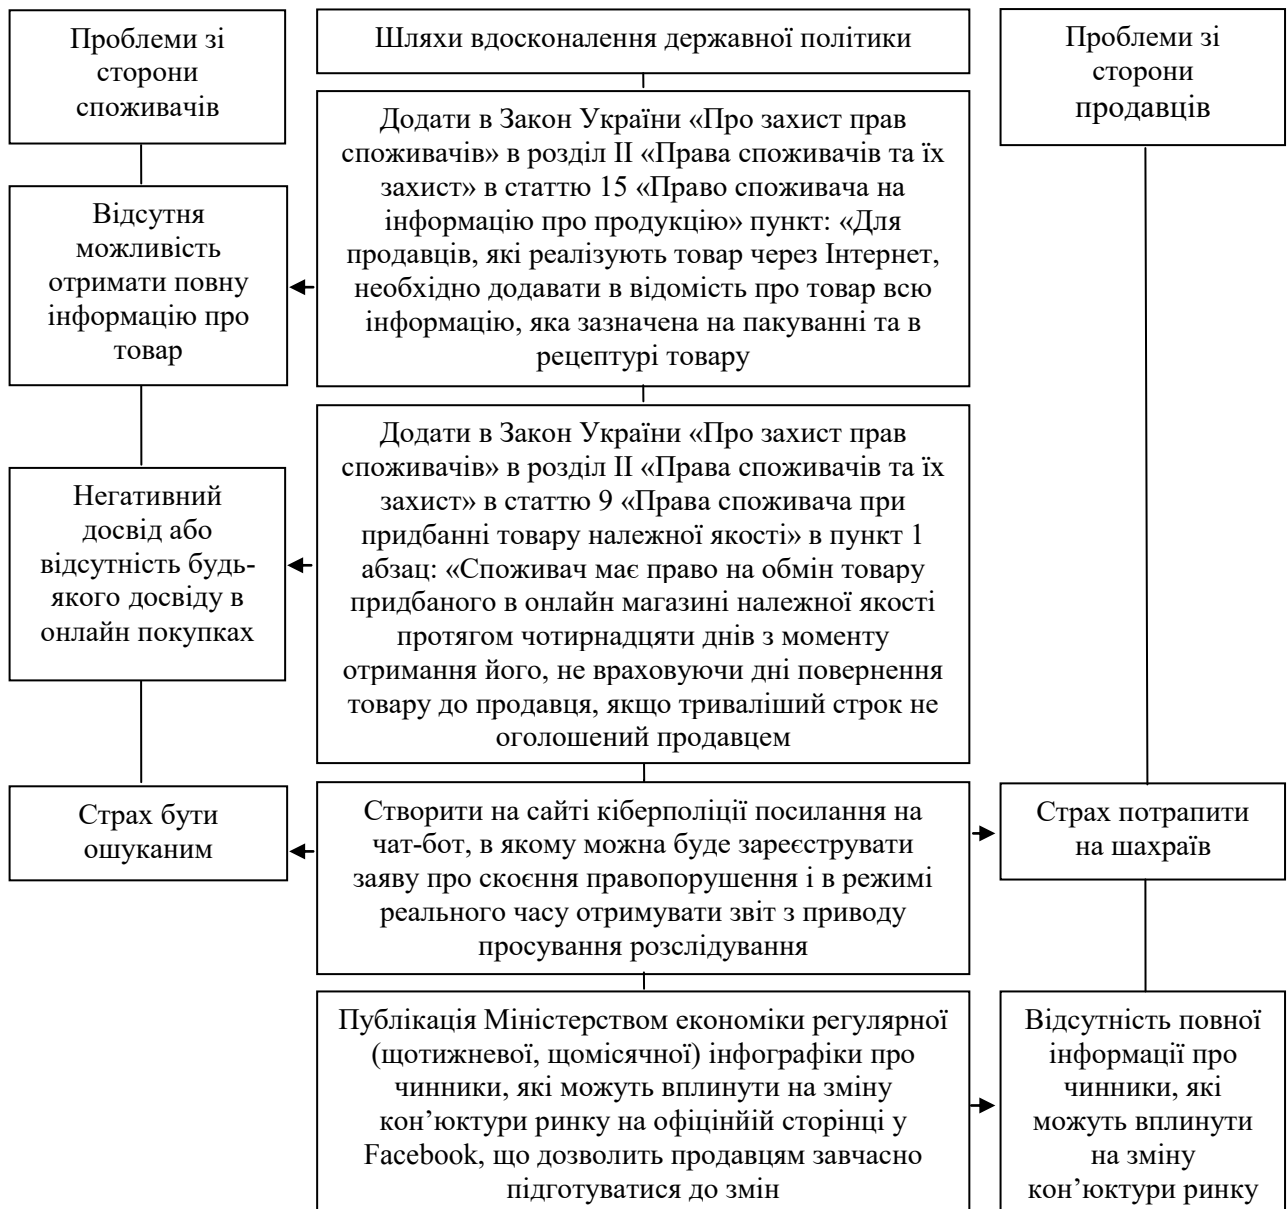 Проблеми зі
сторони
споживачів
Шляхи вдосконалення державної політики
Проблеми зі
сторони
продавців
Додати в Закон України «Про захист прав
споживачів» в розділ II «Права споживачів та їх
захист» в статтю 15 «Право споживача на
інформацію про продукцію» пункт: «Для
продавців, які реалізують товар через Інтернет,
необхідно додавати в відомість про товар всю
інформацію, яка зазначена на пакуванні та в
рецептурі товару
Відсутня
можливість
отримати повну
інформацію про
товар
Додати в Закон України «Про захист прав
споживачів» в розділ II «Права споживачів та їх
захист» в статтю 9 «Права споживача при
придбанні товару належної якості» в пункт 1
абзац: «Споживач має право на обмін товару
придбаного в онлайн магазині належної якості
протягом чотирнадцяти днів з моменту
отримання його, не враховуючи дні повернення
товару до продавця, якщо триваліший строк не
оголошений продавцем
Негативний
досвід або
відсутність будь-
якого досвіду в
онлайн покупках
Страх бути
ошуканим
Створити на сайті кіберполіції посилання на
чат-бот, в якому можна буде зареєструвати
заяву про скоєння правопорушення і в режимі
реального часу отримувати звіт з приводу
просування розслідування
Страх потрапити
на шахраїв
Публікація Міністерством економіки регулярної
(щотижневої, щомісячної) інфографіки про
чинники, які можуть вплинути на зміну
кон’юктури ринку на офіцінйій сторінці у
Facebook, що дозволить продавцям завчасно
підготуватися до змін
Відсутність повної
інформації про
чинники, які
можуть вплинути
на зміну
кон’юктури ринку